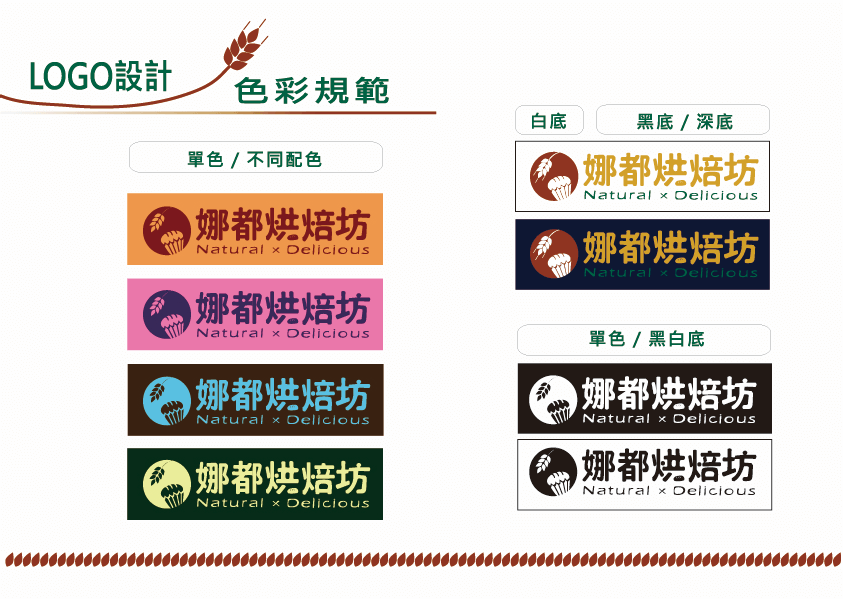 LOGO設計
色彩規範
單色 / 不同配色
娜都烘焙坊
Natural × Delicious
娜都烘焙坊
Natural × Delicious
娜都烘焙坊
Natural × Delicious
娜都烘焙坊
Natural × Delicious
白底
黑底 / 深底
娜都烘焙坊
Natural × Delicious
娜都烘焙坊
Natural × Delicious
單色 / 黑白底
娜都烘焙坊
Natural × Delicious
娜都烘焙坊
Natural × Delicious